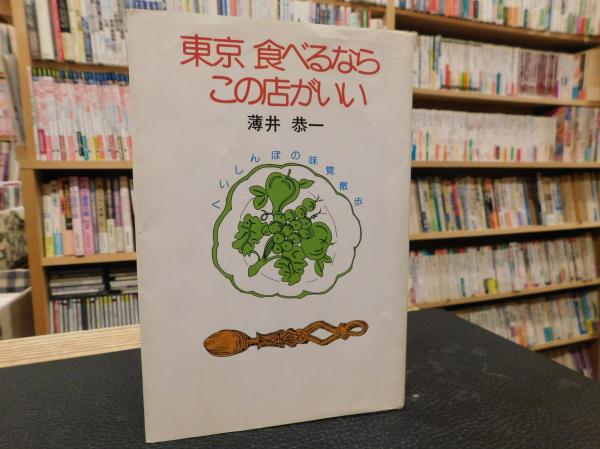 東京 食べるなら
この店がいい
薄井 恭一
くいしんぼの味覚散歩